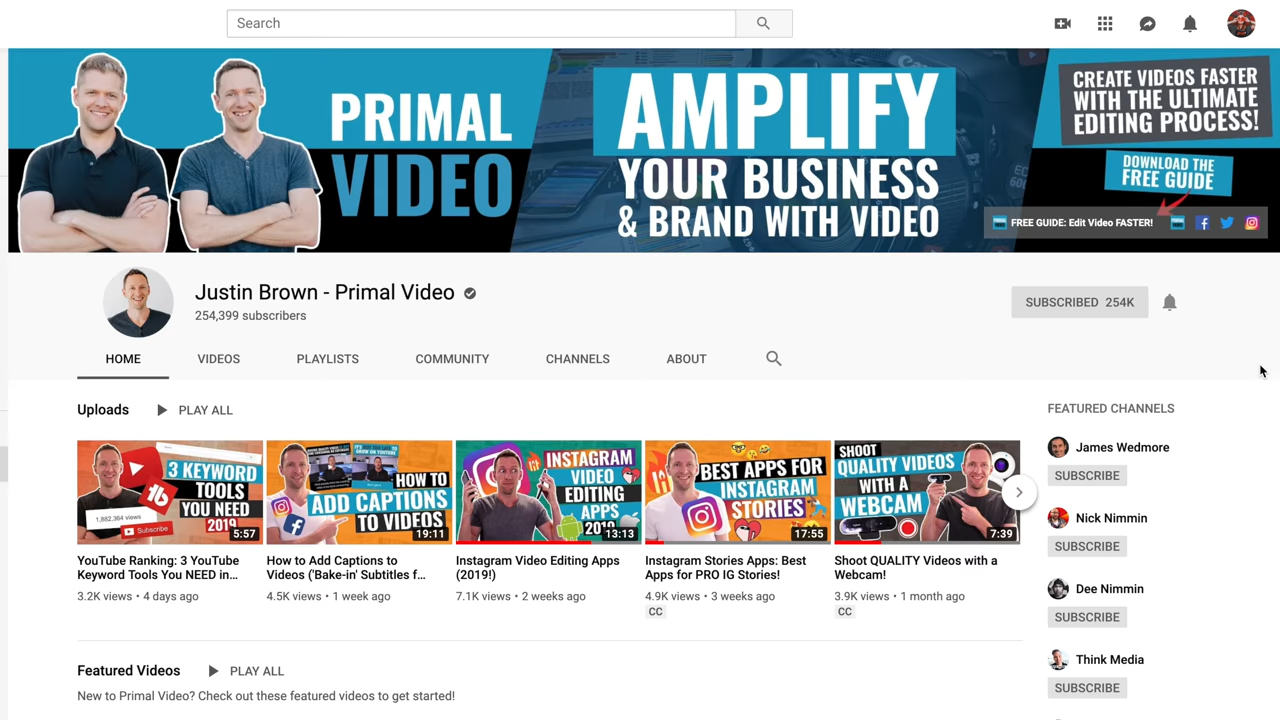 Search
PRIMAL
VIDEO
AMPLIFY
YOUR BUSINESS
& BRAND WITH VIDEO
CREATE VIDEOS FASTER
WITH THE ULTIMATE
EDITING PROCESS!
DOWNLOAD THE
FREE GUIDE
FREE GUIDE: Edit Video FASTER!
Justin Brown - Primal Video
254,399 subscribers
SUBSCRIBED 254K
HOME VIDEOS PLAYLISTS COMMUNITY CHANNELS ABOUT
Uploads PLAY ALL
3 KEYWORD
TOOLS
YOU NEED
2019
1,882,364 views
Subscribe
5:57
YouTube Ranking: 3 YouTube
Keyword Tools You NEED in...
3.2K views • 4 days ago
HOW TO
ADD CAPTIONS
TO VIDEOS
19:11
How to Add Captions to
Videos ('Bake-in' Subtitles f...
4.5K views • 1 week ago
INSTAGRAM
VIDEO
EDITING
APPS
2019
13:13
Instagram Video Editing Apps
(2019!)
7.1K views • 2 weeks ago
BEST APPS FOR
INSTAGRAM
STORIES
17:55
Instagram Stories Apps: Best
Apps for PRO IG Stories!
4.9K views • 3 weeks ago
CC
SHOOT
QUALITY VIDEOS
WITH A
WEBCAM
7:39
Shoot QUALITY Videos with a
Webcam!
3.9K views • 1 month ago
CC
Featured Videos PLAY ALL
New to Primal Video? Check out these featured videos to get started!
FEATURED CHANNELS
James Wedmore
SUBSCRIBE
Nick Nimmin
SUBSCRIBE
Dee Nimmin
SUBSCRIBE
Think Media
SUBSCRIBE